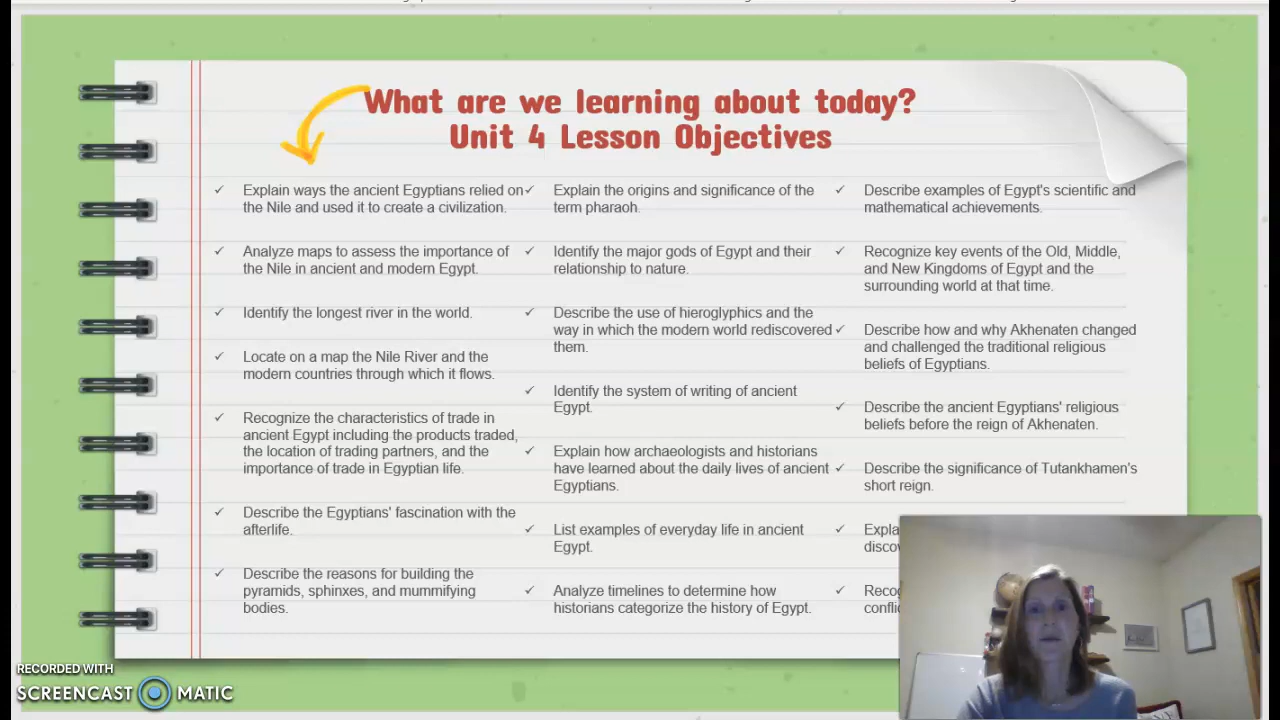 What are we learning about today?
Unit 4 Lesson Objectives
Explain ways the ancient Egyptians relied on
the Nile and used it to create a civilization.
Analyze maps to assess the importance of
the Nile in ancient and modern Egypt.
Identify the longest river in the world.
Locate on a map the Nile River and the
modern countries through which it flows.
Recognize the characteristics of trade in
ancient Egypt including the products traded,
the location of trading partners, and the
importance of trade in Egyptian life.
Describe the Egyptians' fascination with the
afterlife.
Describe the reasons for building the
pyramids, sphinxes, and mummifying
bodies.
Explain the origins and significance of the
term pharaoh.
Identify the major gods of Egypt and their
relationship to nature.
Describe the use of hieroglyphics and the
way in which the modern world rediscovered
them.
Identify the system of writing of ancient
Egypt.
Explain how archaeologists and historians
have learned about the daily lives of ancient
Egyptians.
List examples of everyday life in ancient
Egypt.
Analyze timelines to determine how
historians categorize the history of Egypt.
Describe examples of Egypt's scientific and
mathematical achievements.
Recognize key events of the Old, Middle,
and New Kingdoms of Egypt and the
surrounding world at that time.
Describe how and why Akhenaten changed
and challenged the traditional religious
beliefs of Egyptians.
Describe the ancient Egyptians' religious
beliefs before the reign of Akhenaten.
Describe the significance of Tutankhamen's
short reign.
RECORDED WITH
SCREENCAST MATIC